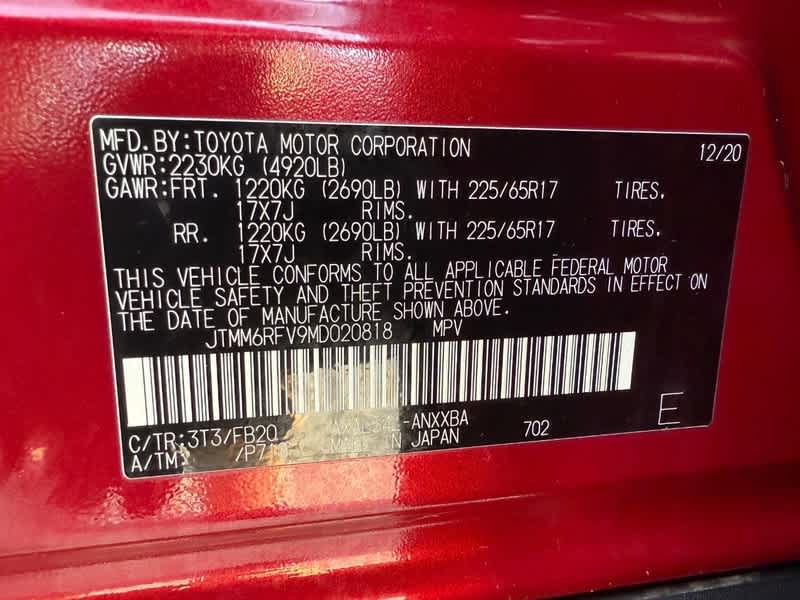 MFD.BY:TOYOTA MOTOR CORPORATION 12/20
GVWR:2230KG (4920LB)
GAWR:FRT. 1220KG (2690LB) WITH 225/65R17 TIRES.
17X7J RIMS.
RR. 1220KG (2690LB) WITH 225/65R17 TIRES.
17X7J RIMS.
THIS VEHICLE CONFORMS TO ALL APPLICABLE FEDERAL MOTOR
VEHICLE SAFETY AND THEFT PREVENTION STANDARDS IN EFFECT ON
THE DATE OF MANUFACTURE SHOWN ABOVE.
JTMM6RFV9MD020818 MPV
C/TR:3T3/FB20 -ANXXBA
A/TM: MADE IN JAPAN 702 E